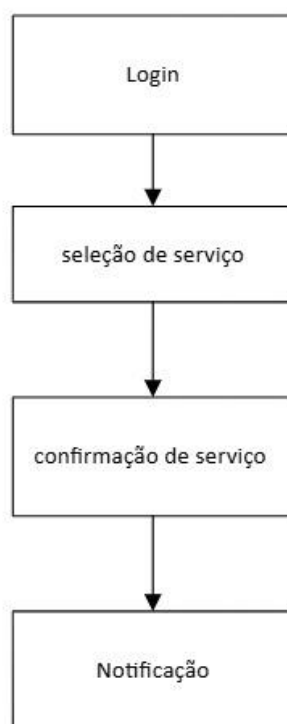 Login
seleção de serviço
confirmação de serviço
Notificação